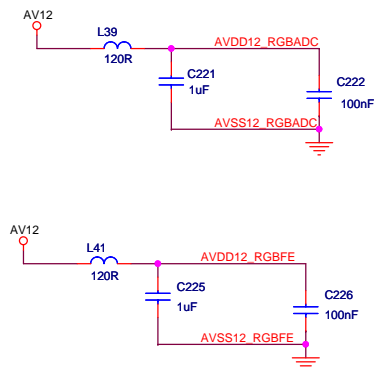 AV12
L39
120R
AVDD12_RGBADC
C221
1uF
C222
100nF
AVSS12_RGBADC
AV12
L41
120R
AVDD12_RGBFE
C225
1uF
C226
100nF
AVSS12_RGBFE